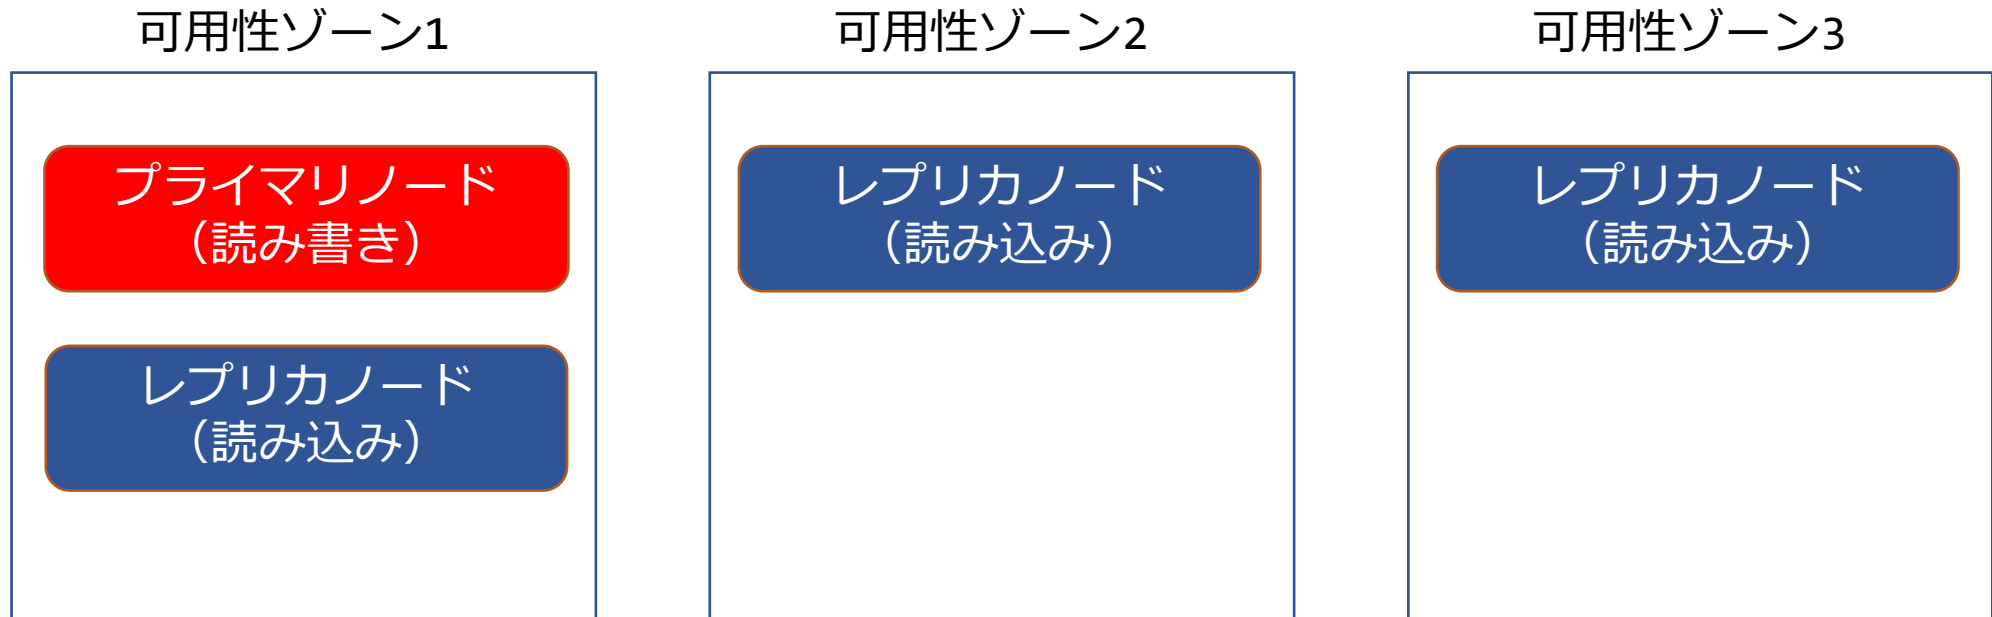 可用性ゾーン1
可用性ゾーン2
可用性ゾーン3
プライマリノード
（読み書き）
レプリカノード
（読み込み）
レプリカノード
（読み込み）
レプリカノード
（読み込み）